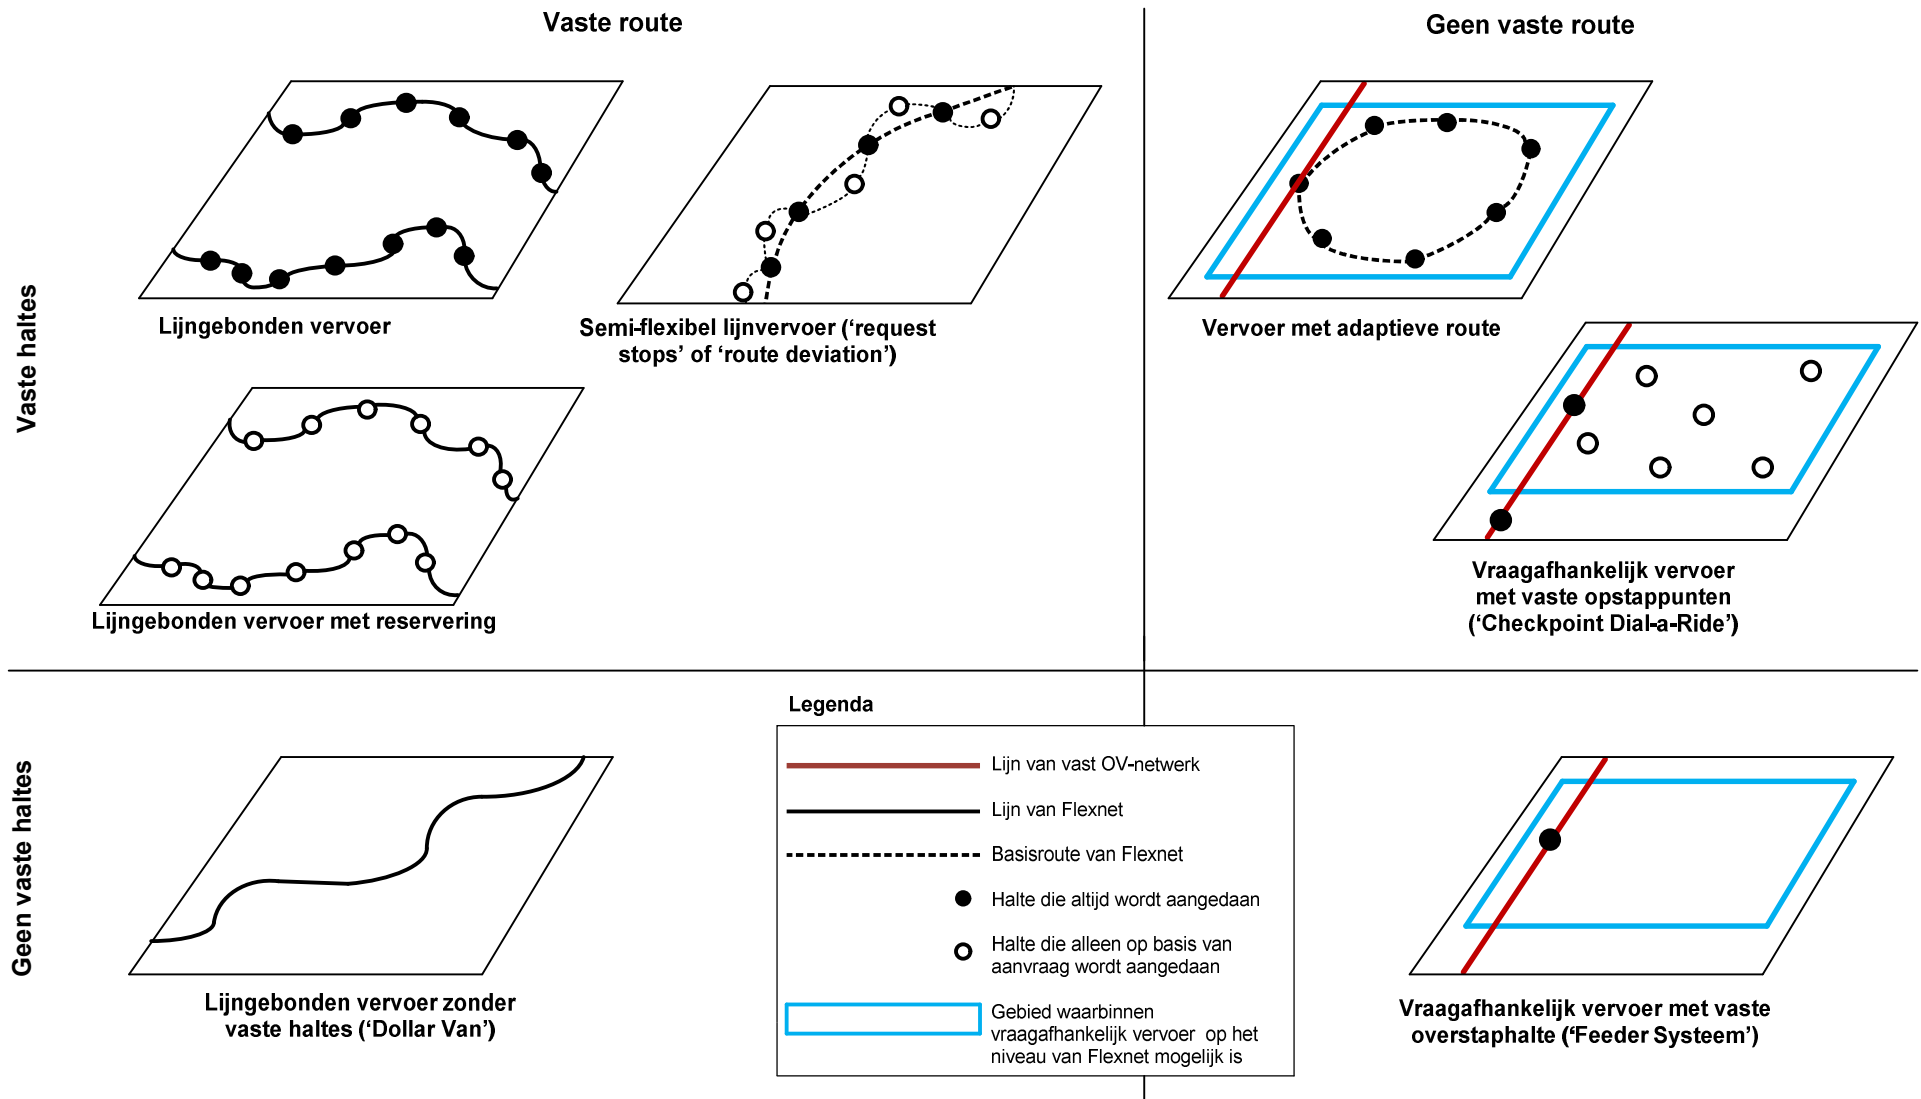 Vaste route
Geen vaste route
Vaste haltes
Lijngebonden vervoer
Semi-flexibel lijnvervoer (‘request
stops’ of ‘route deviation’)
Vervoer met adaptieve route
Lijngebonden vervoer met reservering
Vraagafhankelijk vervoer
met vaste opstappunten
(‘Checkpoint Dial-a-Ride’)
Geen vaste haltes
Lijngebonden vervoer zonder
vaste haltes (‘Dollar Van’)
Legenda
Lijn van vast OV-netwerk
Lijn van Flexnet
Basisroute van Flexnet
Halte die altijd wordt aangedaan
Halte die alleen op basis van
aanvraag wordt aangedaan
Gebied waarbinnen
vraagafhankelijk vervoer op het
niveau van Flexnet mogelijk is
Vraagafhankelijk vervoer met vaste
overstaphalte (‘Feeder Systeem’)